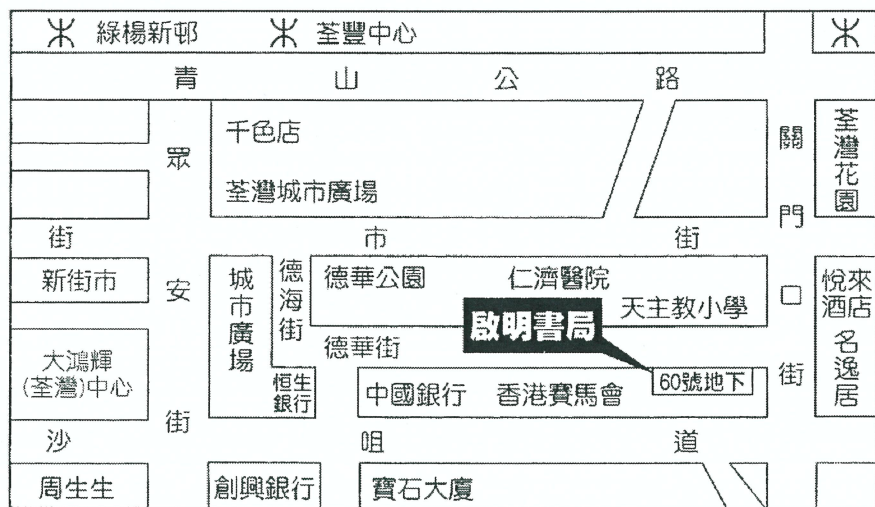 綠楊新邨
荃豐中心
青山公路
千色店
荃灣城市廣場
眾安街
關門口街
荃灣花園
街市街
新街市
城市廣場
德海街
德華公園
仁濟醫院
天主教小學
悅來酒店
名逸居
啟明書局
德華街
大鴻輝
(荃灣)中心
恒生銀行
中國銀行
香港賽馬會
60號地下
沙咀道
周生生
創興銀行
寶石大廈